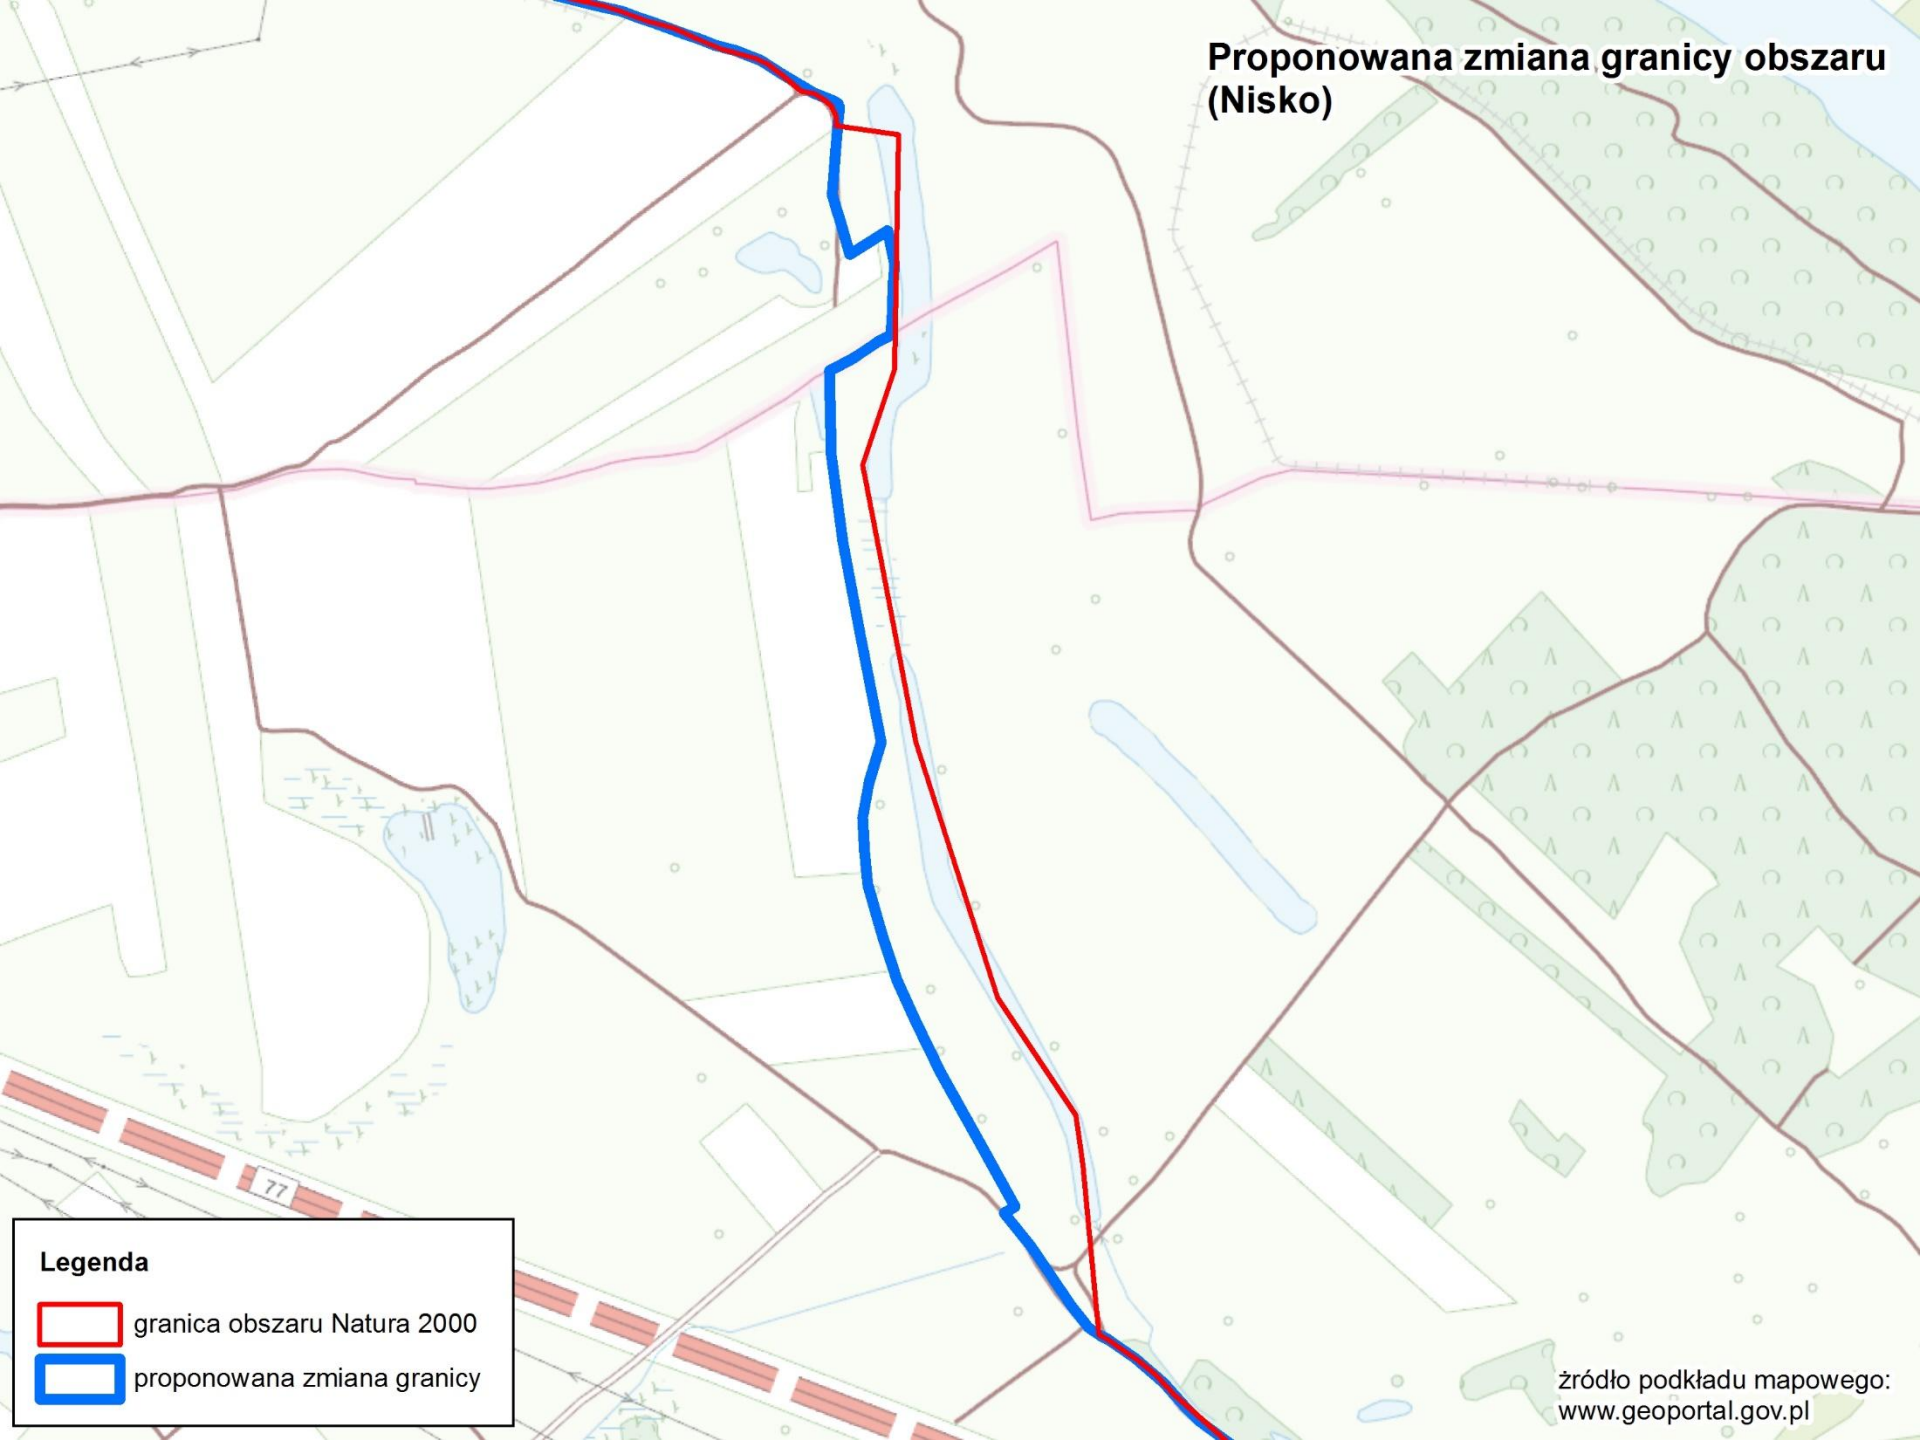 Proponowana zmiana granicy obszaru
(Nisko)
77
Legenda
granica obszaru Natura 2000
proponowana zmiana granicy
źródło podkładu mapowego:
www.geoportal.gov.pl